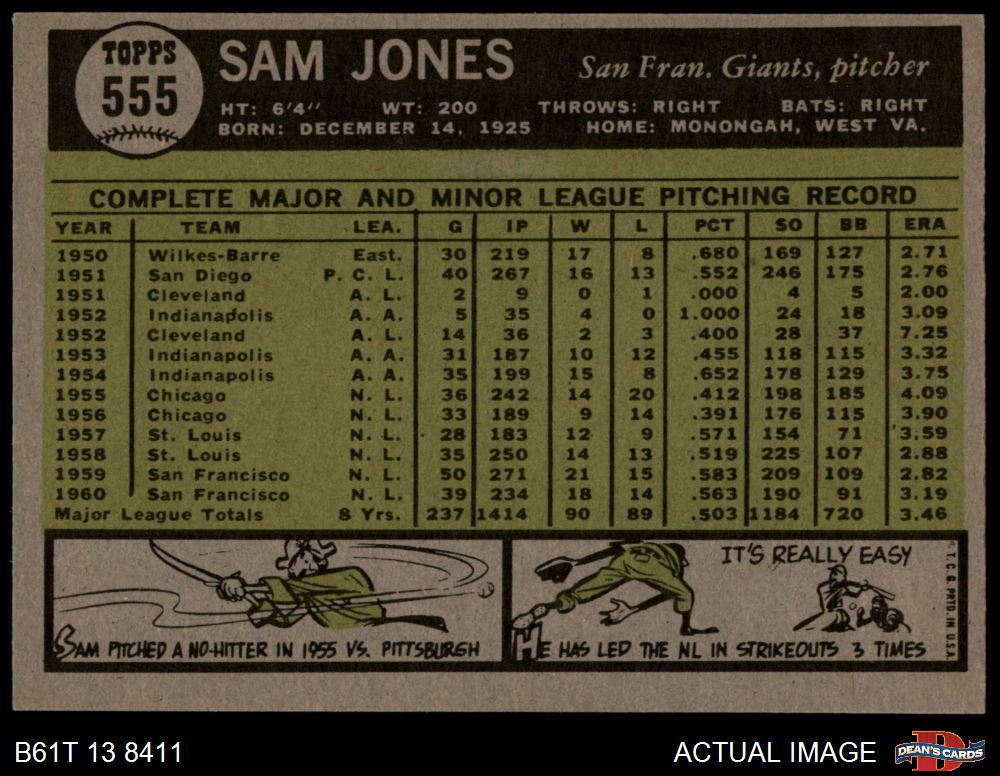 TOPPS
555
SAM JONES
San Fran. Giants, pitcher
HT: 6'4'' WT: 200 THROWS: RIGHT BATS: RIGHT
BORN: DECEMBER 14, 1925 HOME: MONONGAH, WEST VA.
COMPLETE MAJOR AND MINOR LEAGUE PITCHING RECORD
YEAR TEAM LEA. G IP W L PCT SO BB ERA
1950 Wilkes-Barre East. 30 219 17 8 .680 169 127 2.71
1951 San Diego P. C. L. 40 267 16 13 .552 246 175 2.76
1951 Cleveland A. L. 2 9 0 1 .000 4 5 2.00
1952 Indianapolis A. A. 5 35 4 0 1.000 24 18 3.09
1952 Cleveland A. L. 14 36 2 3 .400 28 37 7.25
1953 Indianapolis A. A. 31 187 10 12 .455 118 115 3.32
1954 Indianapolis A. A. 35 199 15 8 .652 178 129 3.75
1955 Chicago N. L. 36 242 14 20 .412 198 185 4.09
1956 Chicago N. L. 33 189 9 14 .391 176 115 3.90
1957 St. Louis N. L. 28 183 12 9 .571 154 71 3.59
1958 St. Louis N. L. 35 250 14 13 .519 225 107 2.88
1959 San Francisco N. L. 50 271 21 15 .583 209 109 2.82
1960 San Francisco N. L. 39 234 18 14 .563 190 91 3.19
Major League Totals 8 Yrs. 237 1414 90 89 .503 1184 720 3.46
SAM PITCHED A NO-HITTER IN 1955 VS. PITTSBURGH
IT'S REALLY EASY
HE HAS LED THE NL IN STRIKEOUTS 3 TIMES
T. C. G. PRTD. IN U.S.A.
B61T 13 8411
ACTUAL IMAGE
DEAN'S CARDS